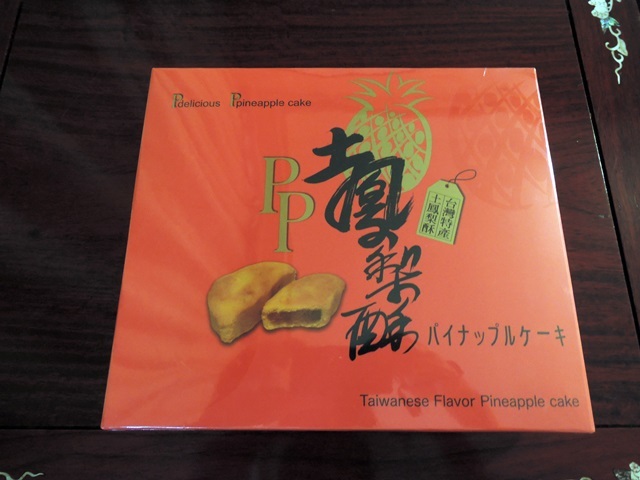 Pdelicious Ppineapple cake
PP
土鳳梨酥
台灣特產
土鳳梨酥
パイナップルケーキ
Taiwanese Flavor Pineapple cake